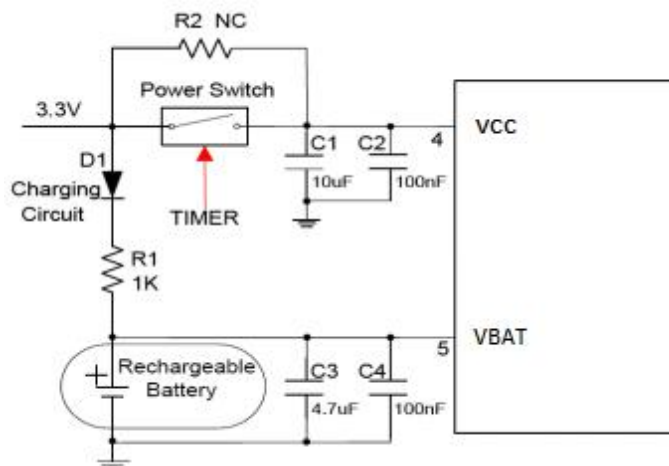 R2 NC
Power Switch
3.3V
4
VCC
D1
C1
C2
Charging
Circuit
10uF
100nF
TIMER
R1
1K
5
VBAT
+
Rechargeable
Battery
C3
C4
4.7uF
100nF